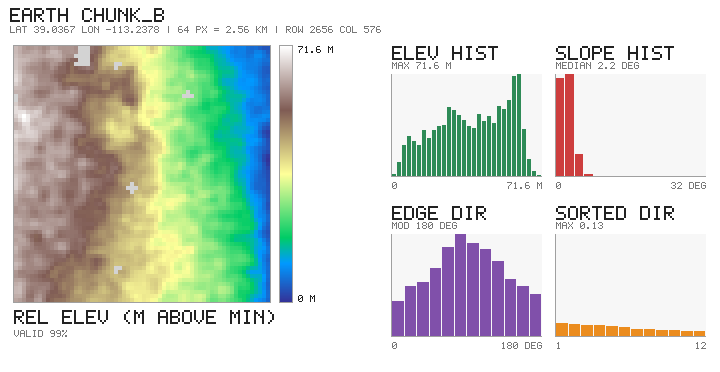 EARTH CHUNK_B
LAT 39.0367 LON -113.2378 | 64 PX = 2.56 KM | ROW 2656 COL 576
71.6 M
0 M
REL ELEV (M ABOVE MIN)
VALID 99%
ELEV HIST
MAX 71.6 M
0 71.6 M
SLOPE HIST
MEDIAN 2.2 DEG
0 32 DEG
EDGE DIR
MOD 180 DEG
0 180 DEG
SORTED DIR
MAX 0.13
1 12